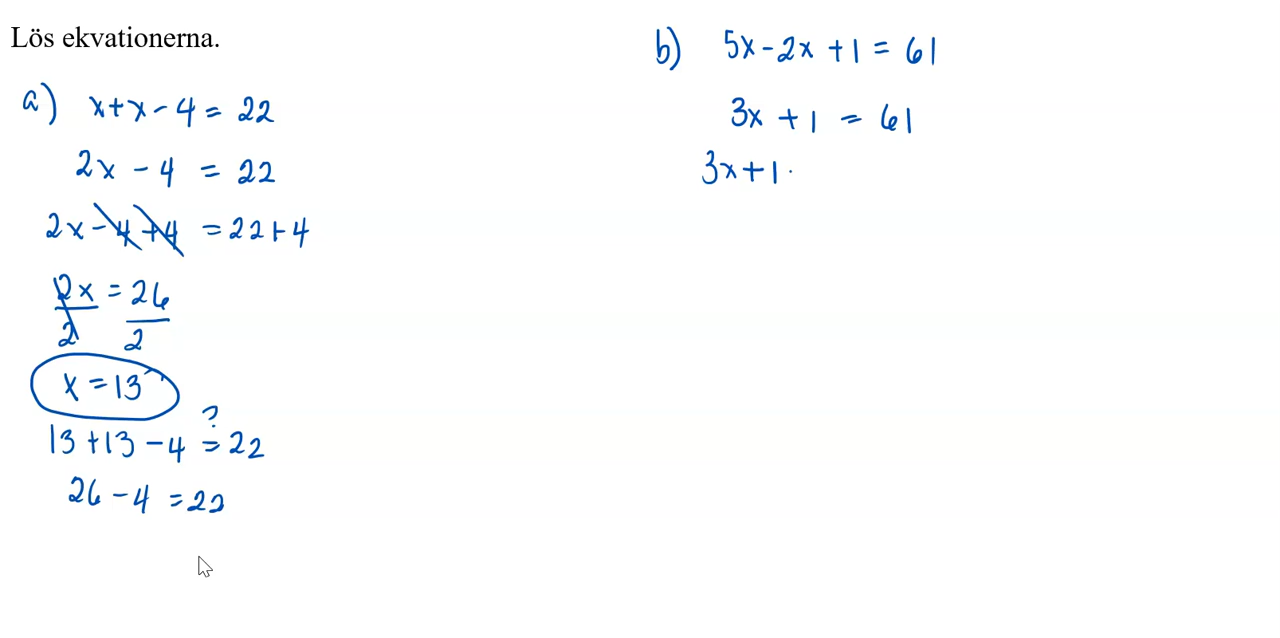 Lös ekvationerna.
a) x+x-4=22
2x-4=22
2x-4+4=22+4
2x=26
2 2
x=13
?
13+13-4=22
26-4=22
b) 5x-2x+1=61
3x+1=61
3x+1.